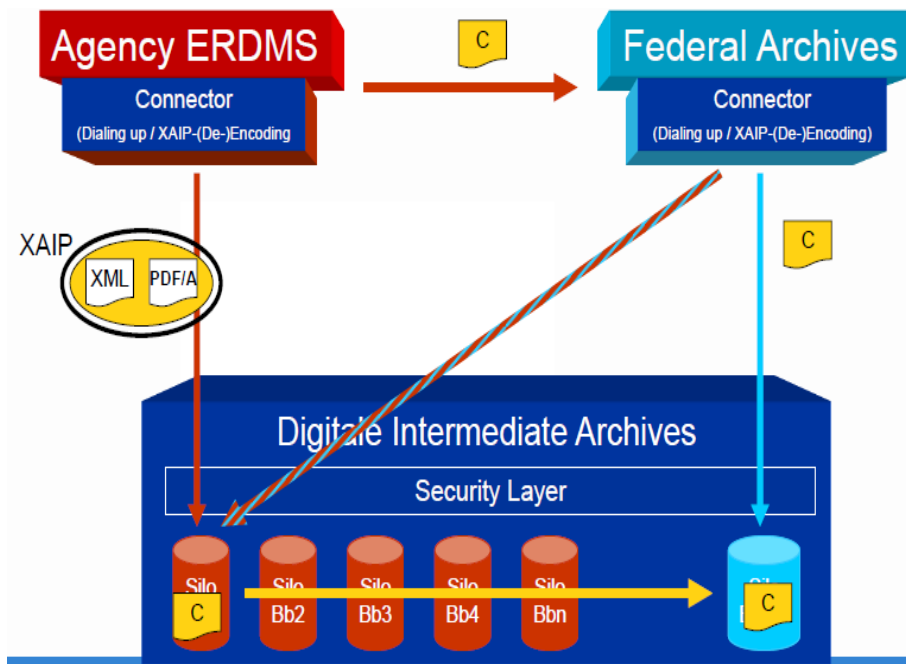 Agency ERDMS
C
Federal Archives
Connector
(Dialing up / XAIP-(De-)Encoding
Connector
(Dialing up / XAIP-(De-)Encoding)
XAIP
XML
PDF/A
C
Digitale Intermediate Archives
Security Layer
Silo
C
Silo
Bb2
Silo
Bb3
Silo
Bb4
Silo
Bbn
C